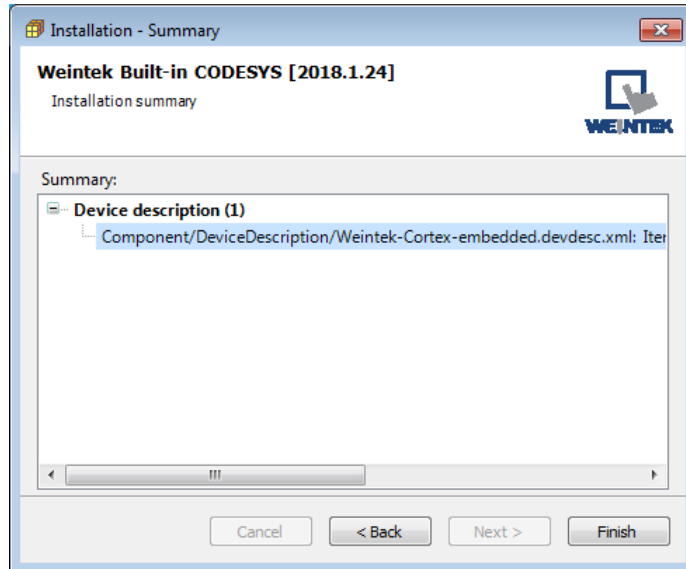 Installation - Summary
Weintek Built-in CODESYS [2018.1.24]
Installation summary
WEINTEK
Summary:
Device description (1)
Component/DeviceDescription/Weintek-Cortex-embedded.devdesc.xml: Iter
Cancel
< Back
Next >
Finish